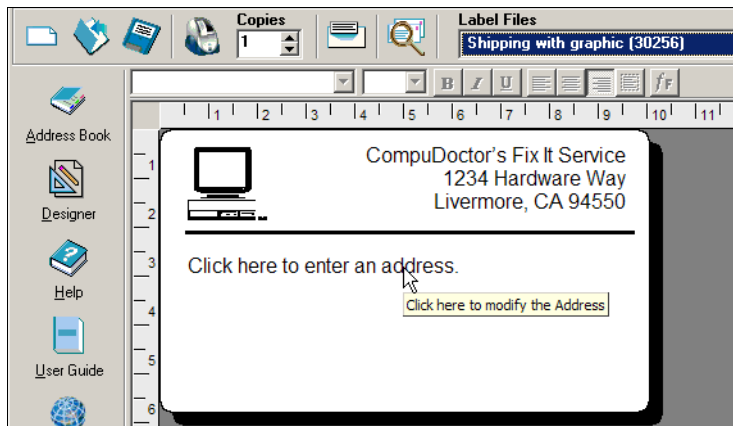 Copies
Label Files
1
Shipping with graphic (30256)
B I U fF
Address Book
Designer
Help
User Guide
1 2 3 4 5 6 7 8 9 10 11
1
2
3
4
5
6
CompuDoctor's Fix It Service
1234 Hardware Way
Livermore, CA 94550
Click here to enter an address.
Click here to modify the Address